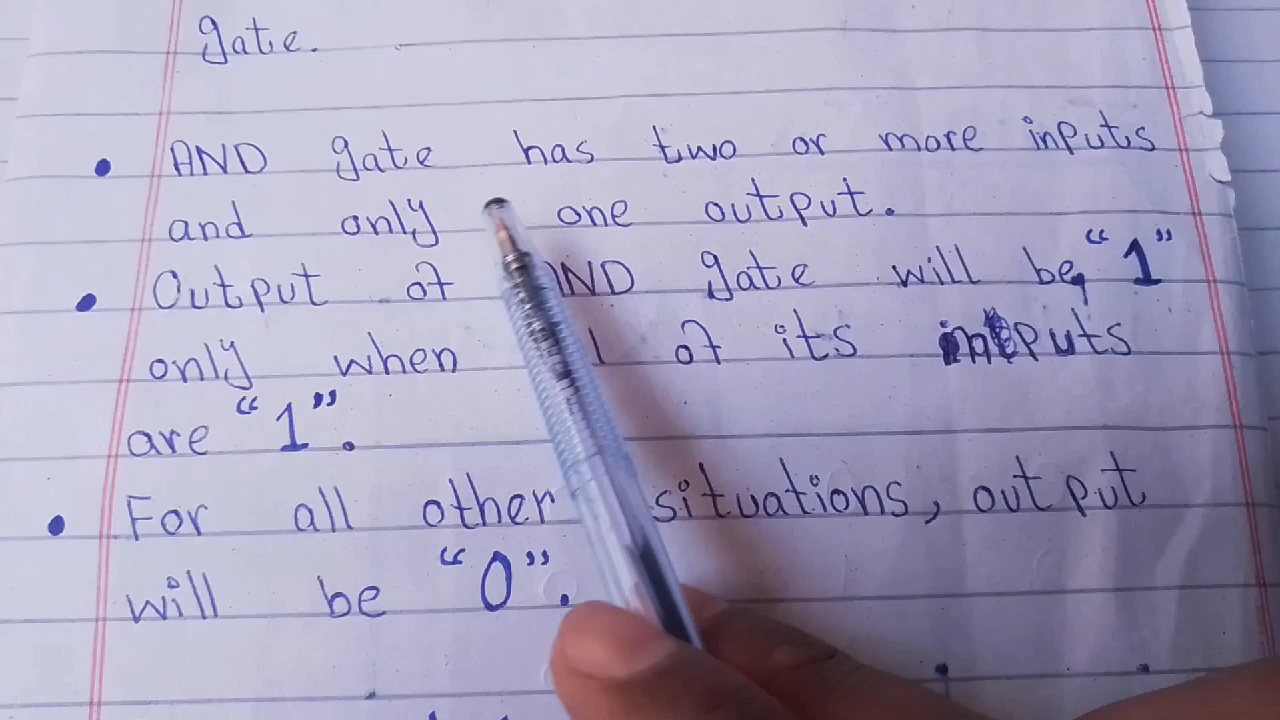 gate.
• AND gate has two or more inputs
and only one output.
• Output of AND gate will be "1"
only when of its inputs
are "1".
• For all other situations, output
will be "0".